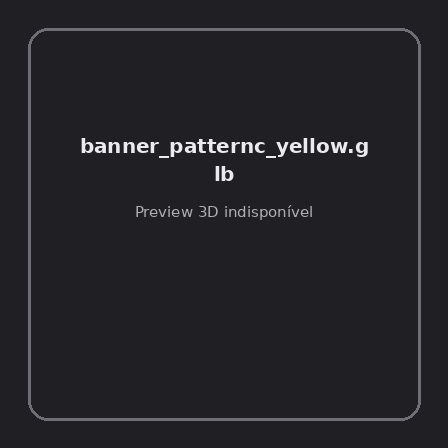 banner_patternc_yellow.g
lb
Preview 3D indisponível